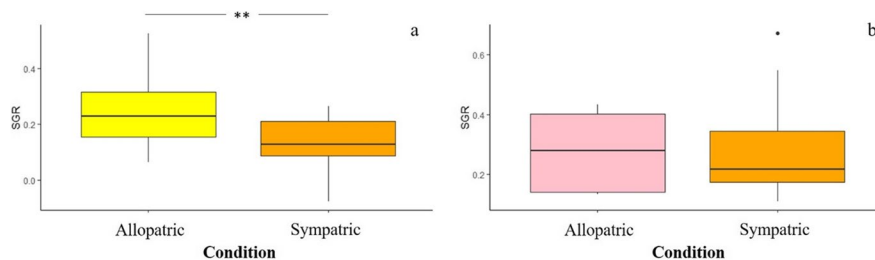 **
a
0.4
0.2
0.0
SGR
Allopatric Sympatric
Condition
b
0.6
0.4
0.2
SGR
Allopatric Sympatric
Condition